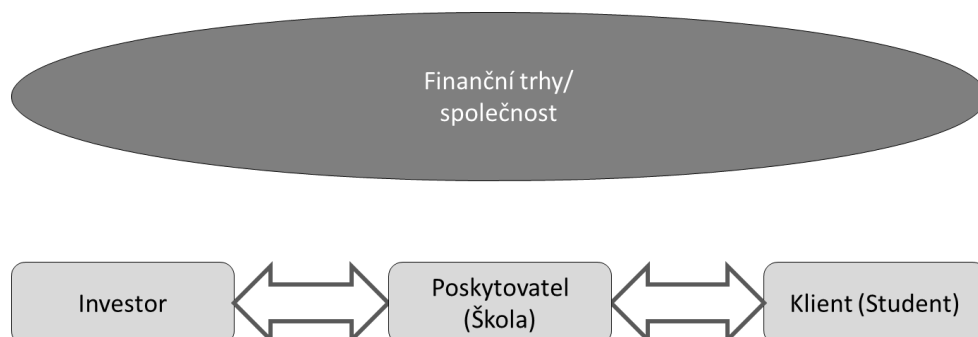 Finanční trhy/
společnost
Investor
Poskytovatel
(Škola)
Klient (Student)